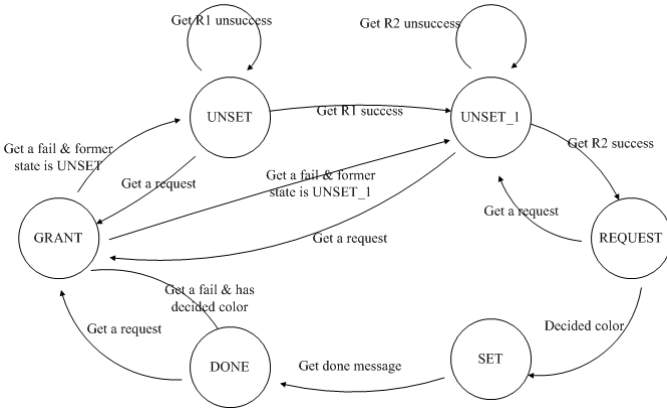 Get R1 unsuccess
Get R2 unsuccess
UNSET
Get R1 success
UNSET_1
Get a fail & former
state is UNSET
Get R2 success
Get a request
Get a fail & former
state is UNSET_1
Get a request
GRANT
Get a request
REQUEST
Get a fail & has
decided color
Get a request
Decided color
DONE
Get done message
SET